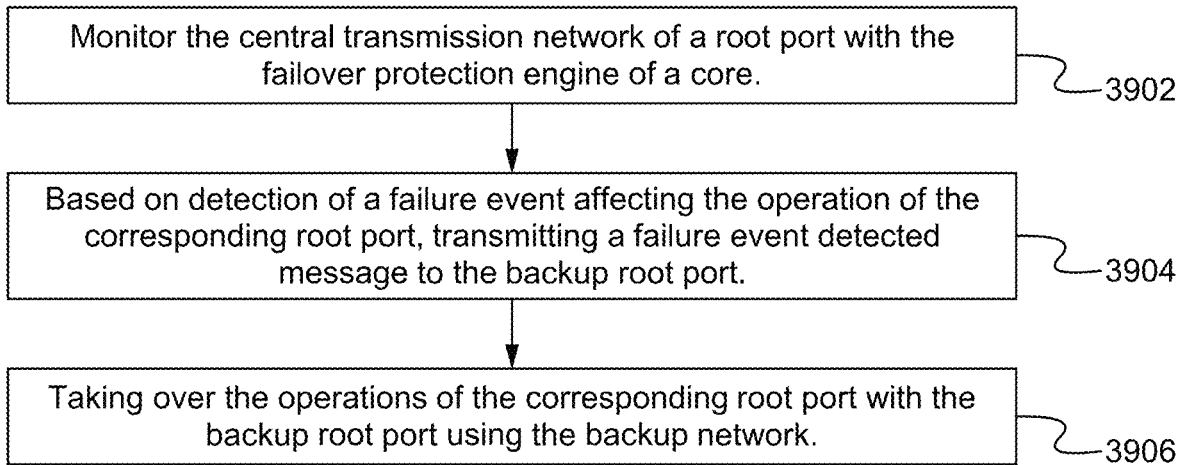 Monitor the central transmission network of a root port with the
failover protection engine of a core.
3902
Based on detection of a failure event affecting the operation of the
corresponding root port, transmitting a failure event detected
message to the backup root port.
3904
Taking over the operations of the corresponding root port with the
backup root port using the backup network.
3906